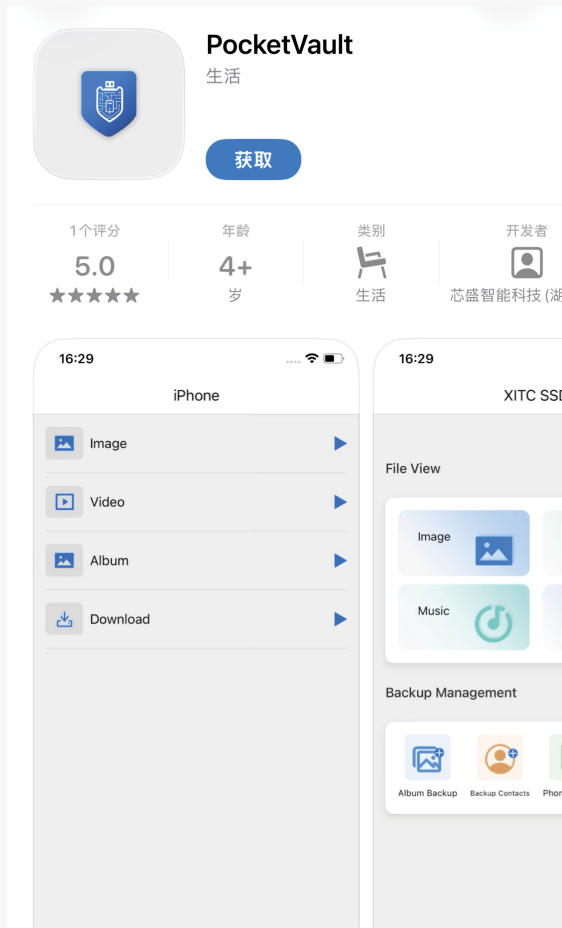 PocketVault
生活
获取
1个评分
年龄
类别
开发者
5.0
4+
★★★★★
岁
生活
芯盛智能科技 (湖
16:29
iPhone
Image
Video
Album
Download
16:29
XITC SSD
File View
Image
Music
Backup Management
Album Backup
Backup Contacts
Phon